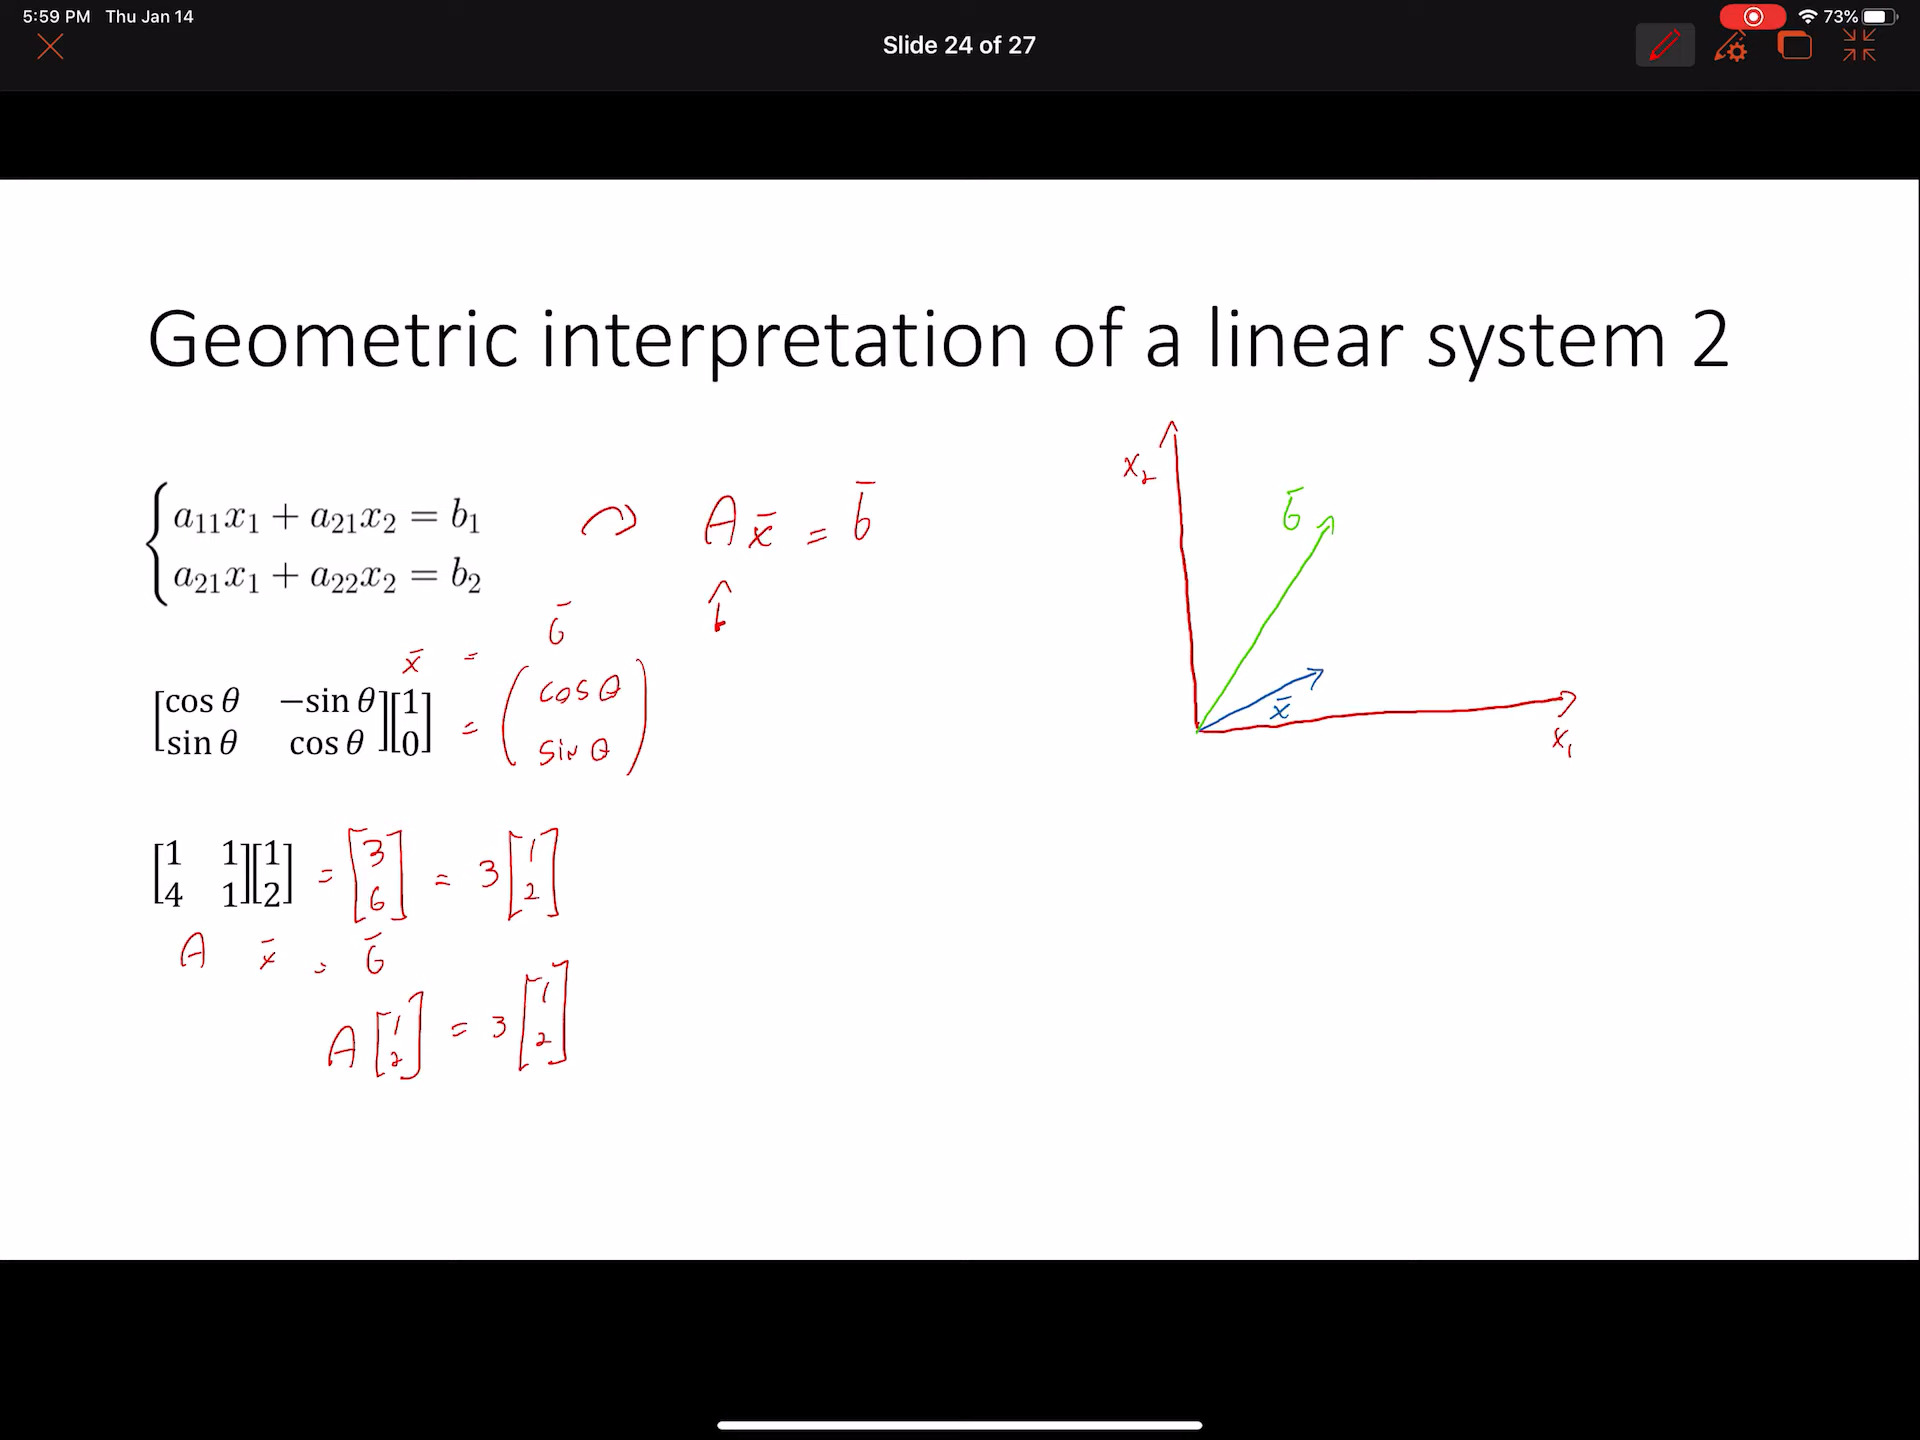 5:59 PM Thu Jan 14
73%
Slide 24 of 27
Geometric interpretation of a linear system 2
a₁₁x₁ + a₂₁x₂ = b₁
a₂₁x₁ + a₂₂x₂ = b₂
A x̄ = b̄
x̄ = b̄
[cos θ −sin θ; sin θ cos θ] [1; 0] = (cos θ; sin θ)
[1 1; 4 1] [1; 2] = [3; 6] = 3 [1; 2]
A x̄ = b̄
A [1; 2] = 3 [1; 2]
x₂
b̄
x̄
x₁